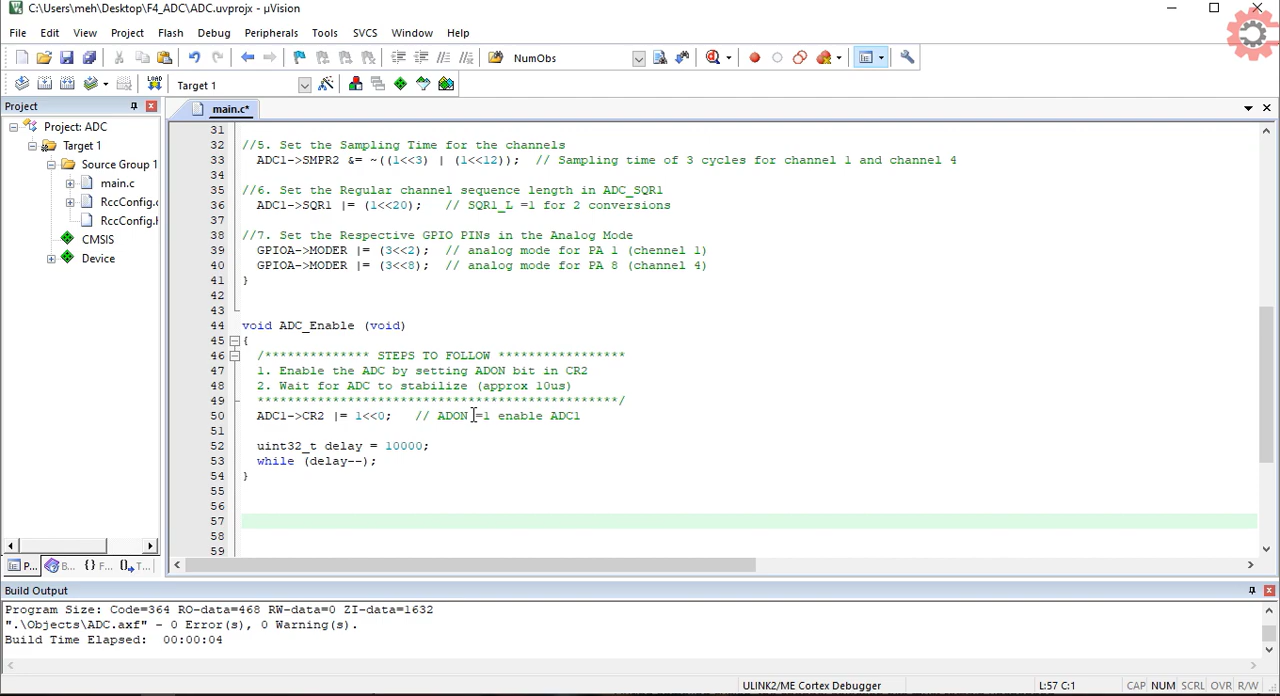 C:\Users\meh\Desktop\F4_ADC\ADC.uvprojx - µVision
File Edit View Project Flash Debug Peripherals Tools SVCS Window Help
NumObs
LOAD Target 1
Project
main.c*
Project: ADC
Target 1
Source Group 1
main.c
RccConfig.c
RccConfig.h
CMSIS
Device
31
32 //5. Set the Sampling Time for the channels
33 ADC1->SMPR2 &= ~((1<<3) | (1<<12)); // Sampling time of 3 cycles for channel 1 and channel 4
34
35 //6. Set the Regular channel sequence length in ADC_SQR1
36 ADC1->SQR1 |= (1<<20); // SQR1_L =1 for 2 conversions
37
38 //7. Set the Respective GPIO PINs in the Analog Mode
39 GPIOA->MODER |= (3<<2); // analog mode for PA 1 (chennel 1)
40 GPIOA->MODER |= (3<<8); // analog mode for PA 8 (channel 4)
41 }
42
43
44 void ADC_Enable (void)
45 {
46 /************** STEPS TO FOLLOW *****************
47 1. Enable the ADC by setting ADON bit in CR2
48 2. Wait for ADC to stabilize (approx 10us)
49 ************************************************/
50 ADC1->CR2 |= 1<<0; // ADON =1 enable ADC1
51
52 uint32_t delay = 10000;
53 while (delay--);
54 }
55
56
57
58
59
P... B... {} F... 0 T...
Build Output
Program Size: Code=364 RO-data=468 RW-data=0 ZI-data=1632
".\Objects\ADC.axf" - 0 Error(s), 0 Warning(s).
Build Time Elapsed: 00:00:04
ULINK2/ME Cortex Debugger L:57 C:1 CAP NUM SCRL OVR R/W